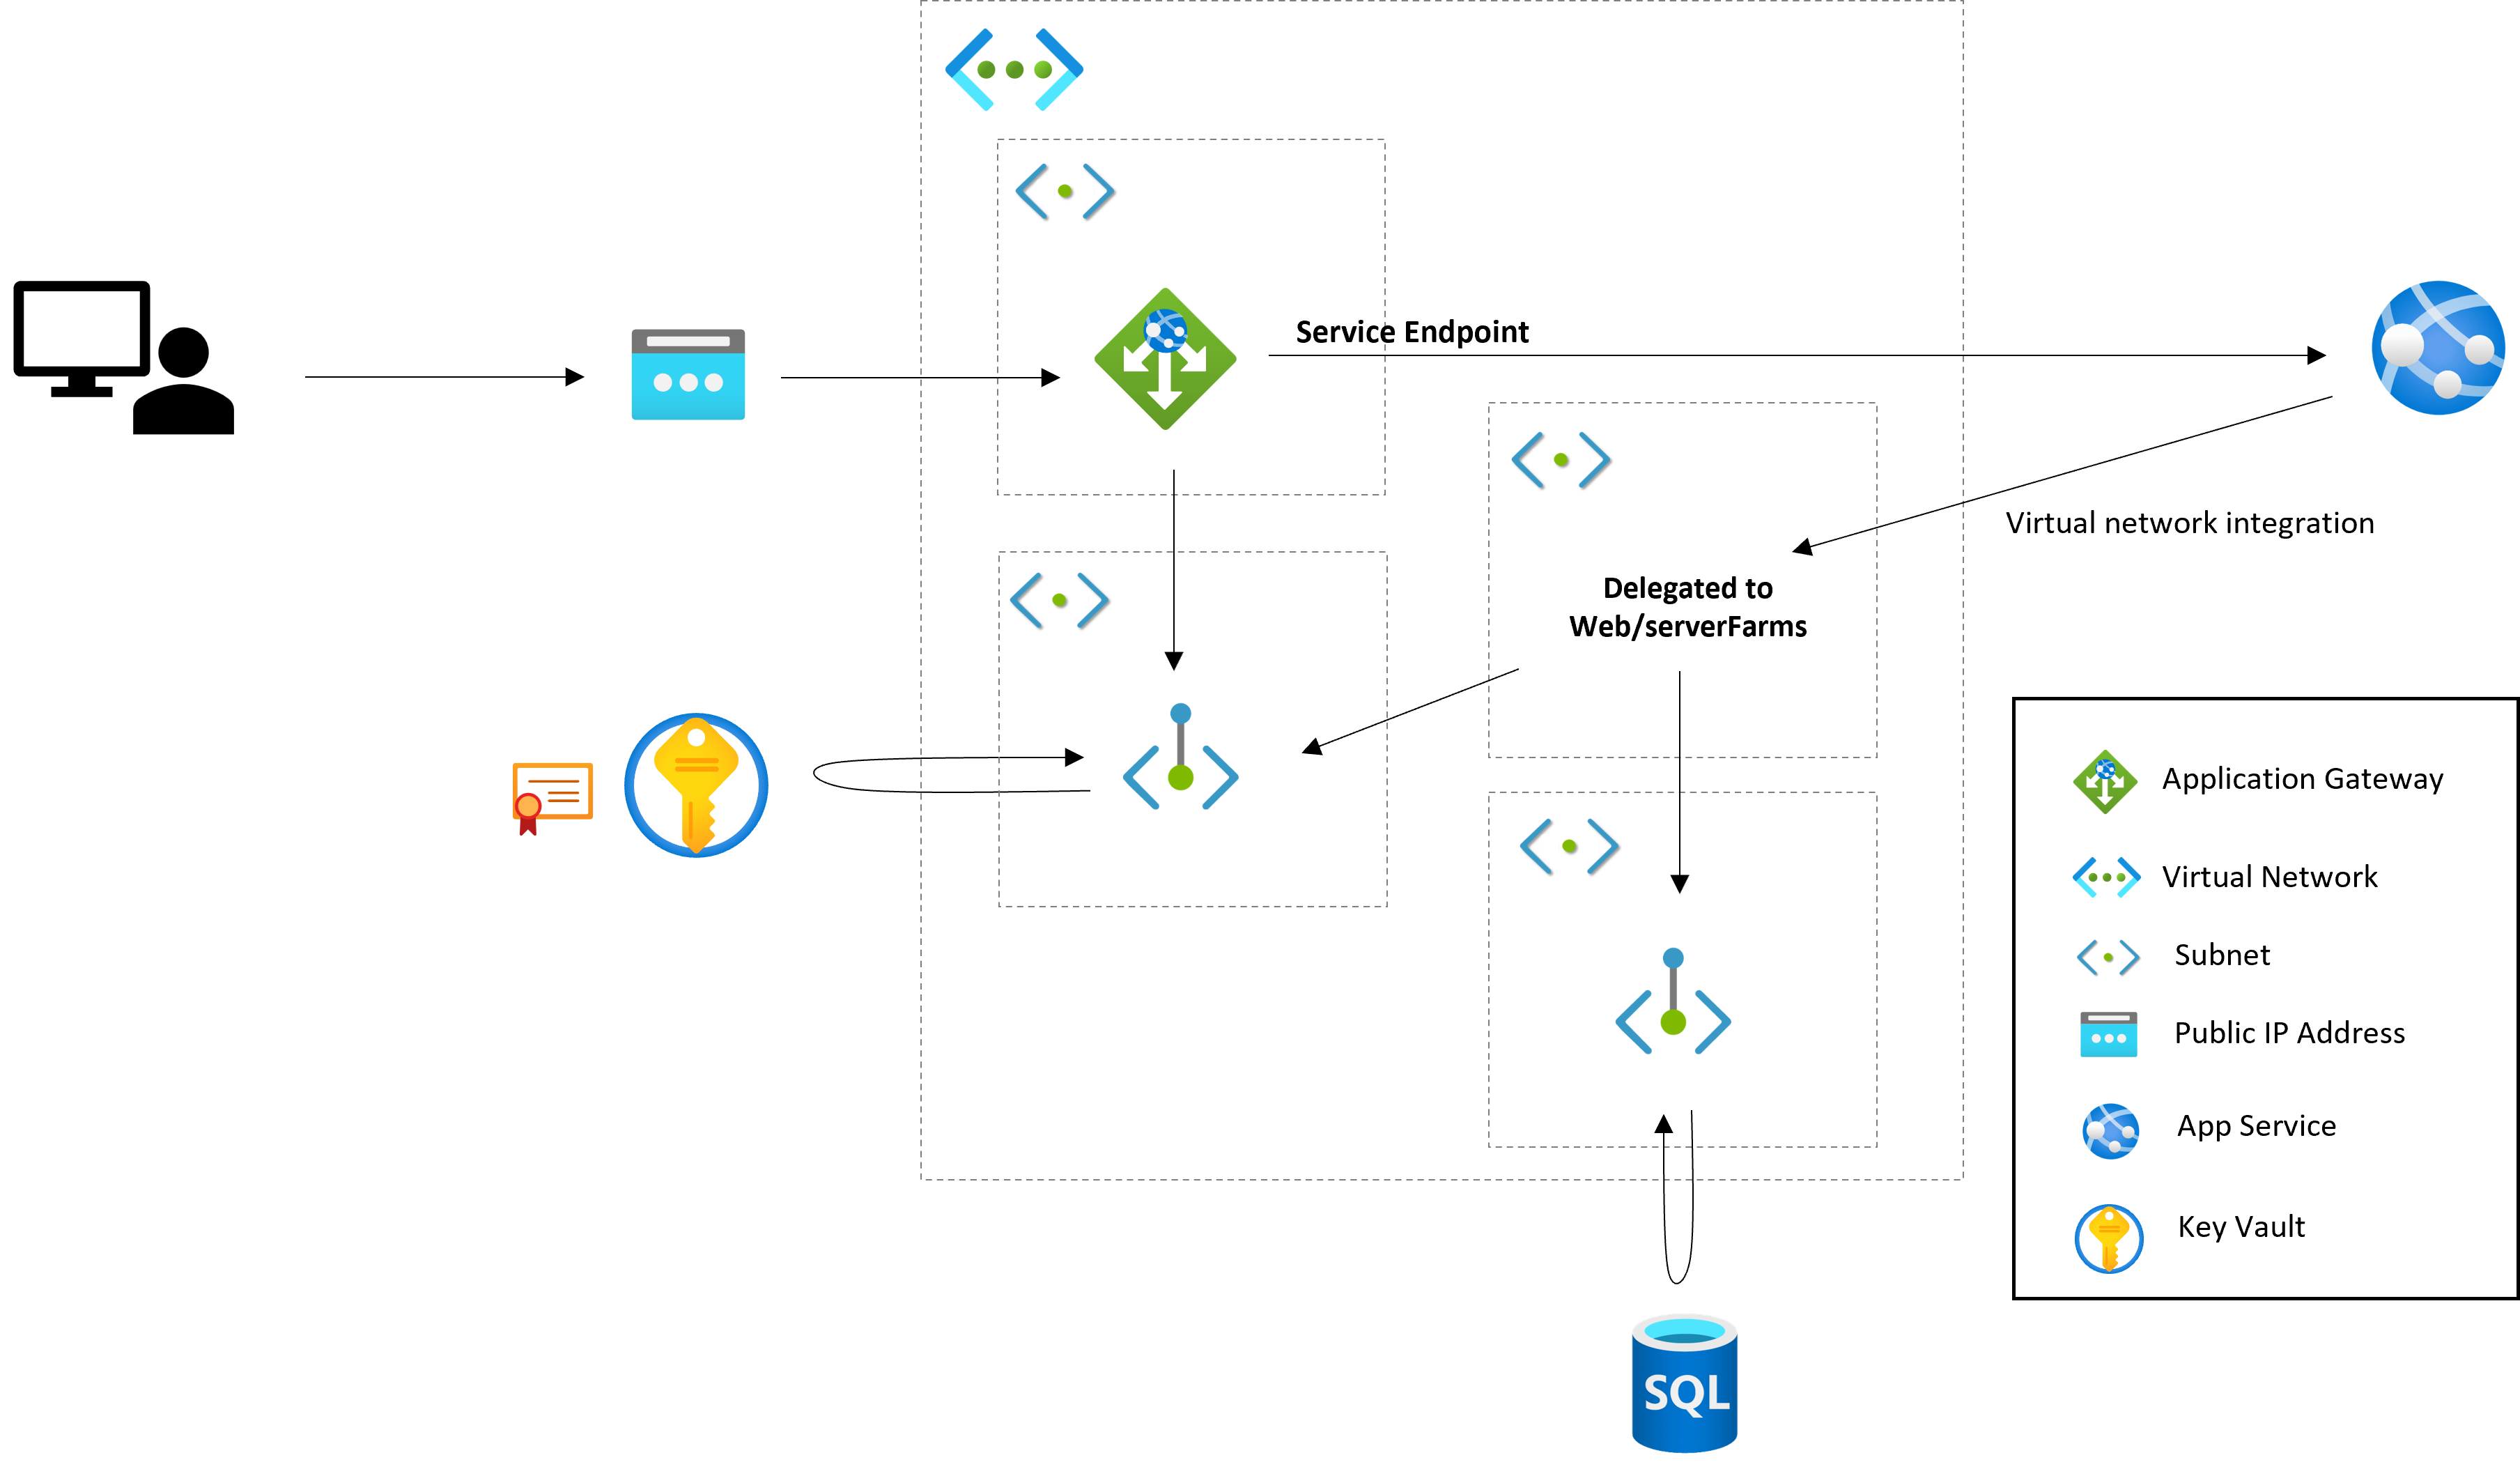 Service Endpoint
Virtual network integration
Delegated to
Web/serverFarms
Application Gateway
Virtual Network
Subnet
Public IP Address
App Service
Key Vault
SQL